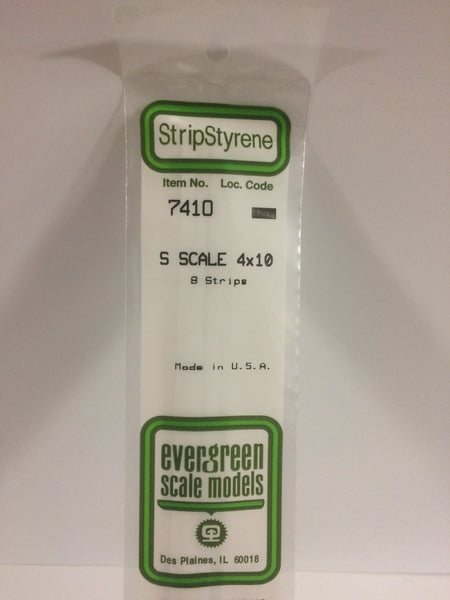 StripStyrene
Item No. Loc. Code
7410
S SCALE 4x10
8 Strips
Made in U.S.A.
evergreen
scale models
Des Plaines, IL 60018